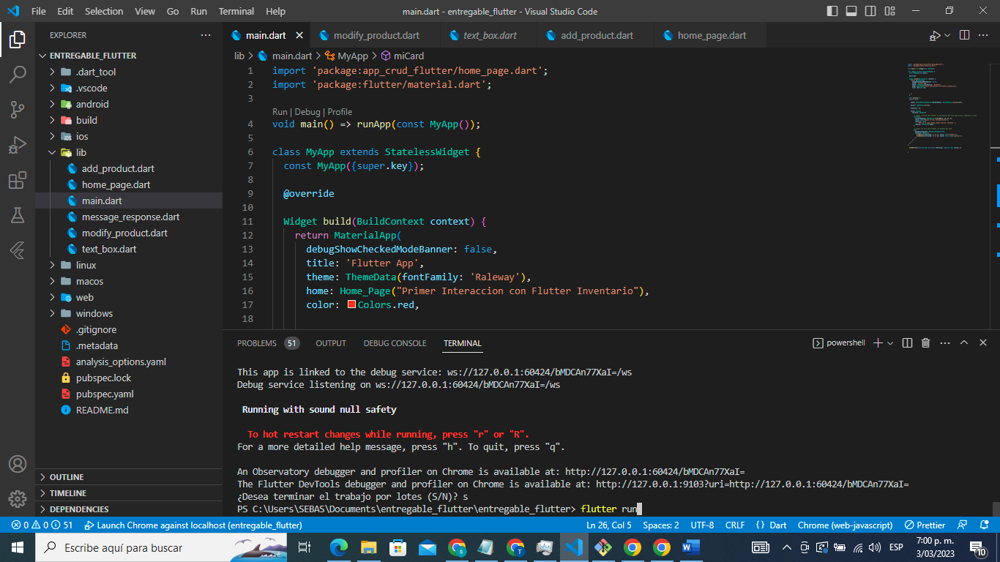 File Edit Selection View Go Run Terminal Help
main.dart - entregable_flutter - Visual Studio Code
EXPLORER
ENTREGABLE_FLUTTER
.dart_tool
.vscode
android
build
ios
lib
add_product.dart
home_page.dart
main.dart
message_response.dart
modify_product.dart
text_box.dart
linux
macos
web
windows
.gitignore
.metadata
analysis_options.yaml
pubspec.lock
pubspec.yaml
README.md
OUTLINE
TIMELINE
DEPENDENCIES
main.dart modify_product.dart text_box.dart add_product.dart home_page.dart
lib > main.dart > MyApp > miCard
1 import 'package:app_crud_flutter/home_page.dart';
2 import 'package:flutter/material.dart';
3
Run | Debug | Profile
4 void main() => runApp(const MyApp());
5
6 class MyApp extends StatelessWidget {
7 const MyApp({super.key});
8
9 @override
10
11 Widget build(BuildContext context) {
12 return MaterialApp(
13 debugShowCheckedModeBanner: false,
14 title: 'Flutter App',
15 theme: ThemeData(fontFamily: 'Raleway'),
16 home: Home_Page("Primer Interaccion con Flutter Inventario"),
17 color: Colors.red,
18
PROBLEMS 51 OUTPUT DEBUG CONSOLE TERMINAL
powershell
This app is linked to the debug service: ws://127.0.0.1:60424/bMDCAn77XaI=/ws
Debug service listening on ws://127.0.0.1:60424/bMDCAn77XaI=/ws
Running with sound null safety
To hot restart changes while running, press "r" or "R".
For a more detailed help message, press "h". To quit, press "q".
An Observatory debugger and profiler on Chrome is available at: http://127.0.0.1:60424/bMDCAn77XaI=
The Flutter DevTools debugger and profiler on Chrome is available at: http://127.0.0.1:9103?uri=http://127.0.0.1:60424/bMDCAn77XaI=
¿Desea terminar el trabajo por lotes (S/N)? s
PS C:\Users\SEBAS\Documents\entregable_flutter\entregable_flutter> flutter run
0 0 51 Launch Chrome against localhost (entregable_flutter)
Ln 26, Col 5 Spaces: 2 UTF-8 CRLF {} Dart Chrome (web-javascript) Prettier
Escribe aquí para buscar
ESP
7:00 p. m.
3/03/2023
10